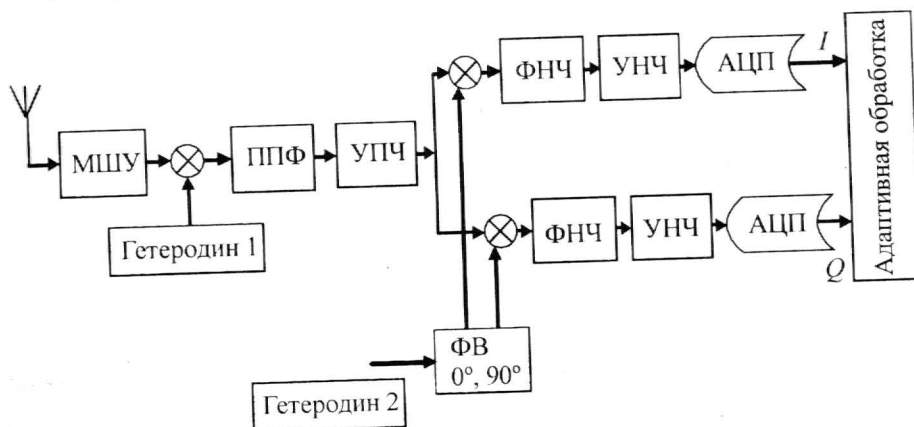 МШУ
Гетеродин 1
ППФ
УПЧ
ФНЧ
УНЧ
АЦП
I
ФНЧ
УНЧ
АЦП
Q
Адаптивная обработка
ФВ
0°, 90°
Гетеродин 2